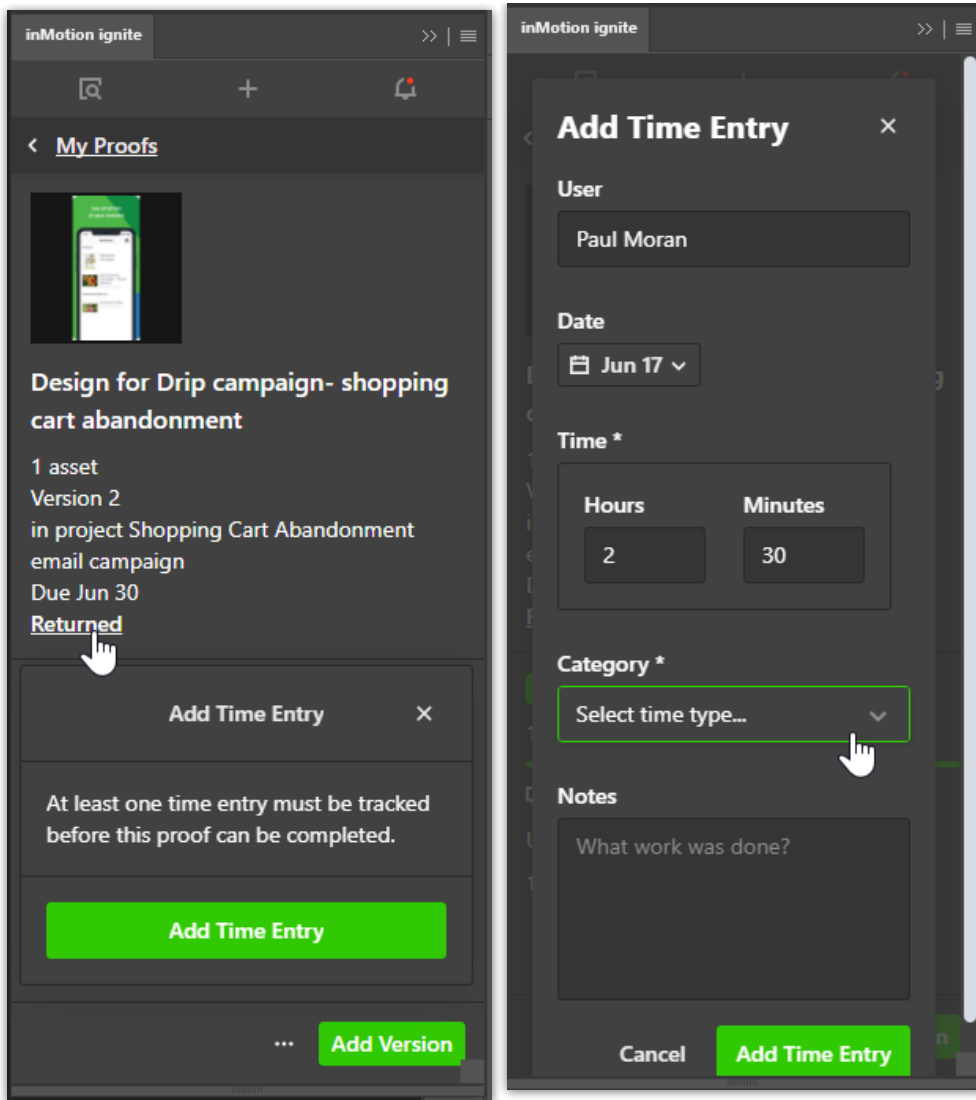 inMotion ignite
My Proofs
Design for Drip campaign- shopping
cart abandonment
1 asset
Version 2
in project Shopping Cart Abandonment
email campaign
Due Jun 30
Returned
Add Time Entry
At least one time entry must be tracked
before this proof can be completed.
Add Time Entry
Add Version
inMotion ignite
Add Time Entry
User
Paul Moran
Date
Jun 17
Time *
Hours
Minutes
2
30
Category *
Select time type...
Notes
What work was done?
Cancel
Add Time Entry